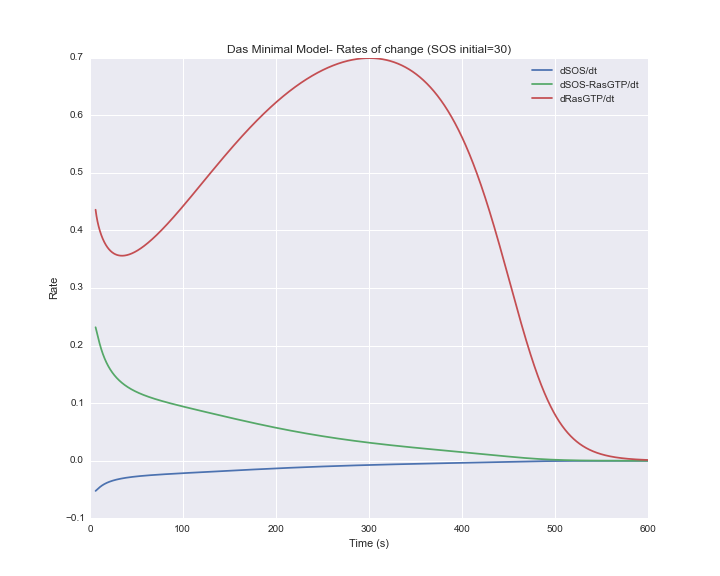 Das Minimal Model- Rates of change (SOS initial=30)
dSOS/dt
dSOS-RasGTP/dt
dRasGTP/dt
0.7
0.6
0.5
0.4
0.3
0.2
0.1
0.0
−0.1
Rate
0 100 200 300 400 500 600
Time (s)